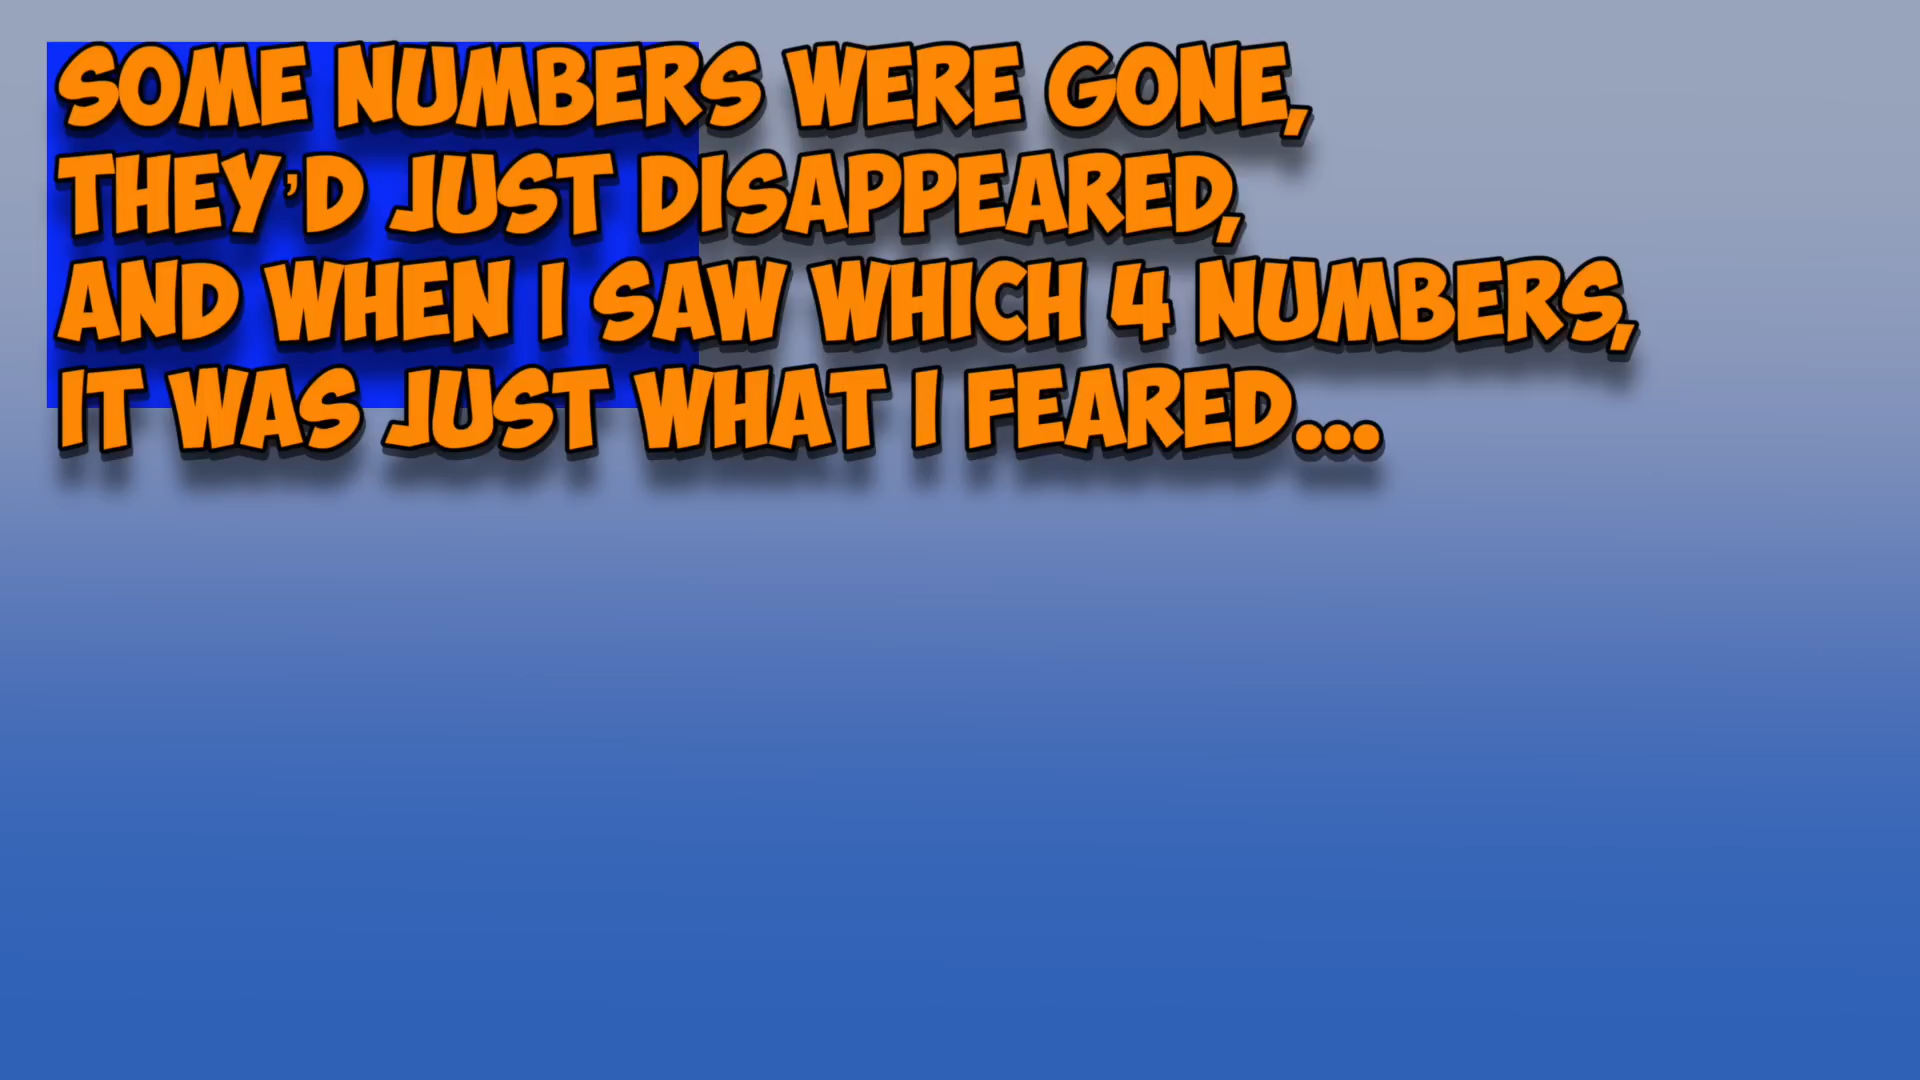 SOME NUMBERS WERE GONE,
THEY'D JUST DISAPPEARED,
AND WHEN I SAW WHICH 4 NUMBERS,
IT WAS JUST WHAT I FEARED...